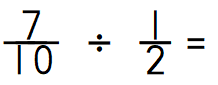 7/10 ÷ 1/2 =